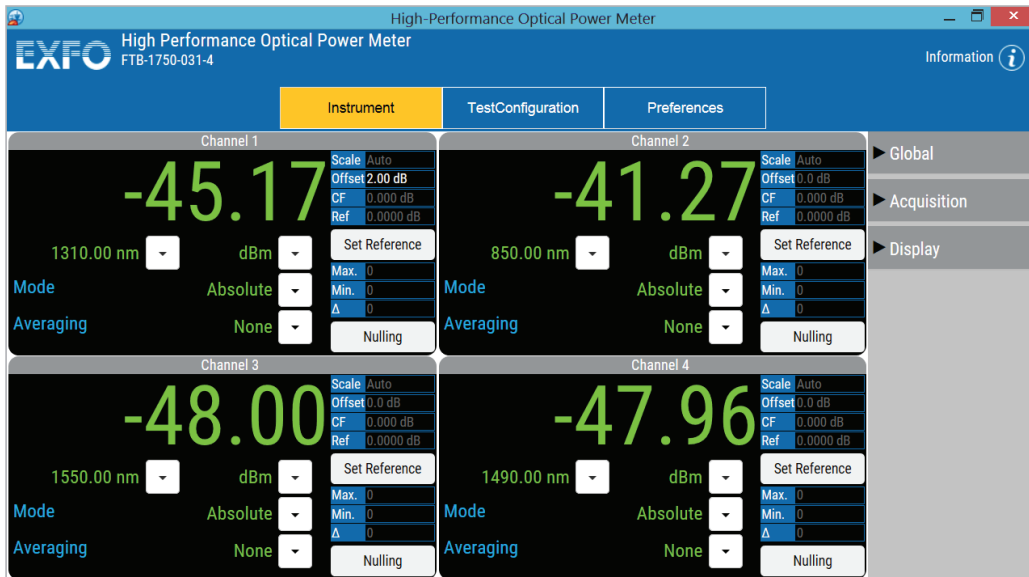 High-Performance Optical Power Meter
EXFO
High Performance Optical Power Meter
FTB-1750-031-4
Information i
Instrument
TestConfiguration
Preferences
Channel 1
-45.17
Scale Auto
Offset 2.00 dB
CF 0.000 dB
Ref 0.0000 dB
1310.00 nm
dBm
Set Reference
Mode
Absolute
Max. 0
Min. 0
Δ 0
Averaging
None
Nulling
Channel 2
-41.27
Scale Auto
Offset 0.0 dB
CF 0.000 dB
Ref 0.0000 dB
850.00 nm
dBm
Set Reference
Mode
Absolute
Max. 0
Min. 0
Δ 0
Averaging
None
Nulling
Global
Acquisition
Display
Channel 3
-48.00
Scale Auto
Offset 0.0 dB
CF 0.000 dB
Ref 0.0000 dB
1550.00 nm
dBm
Set Reference
Mode
Absolute
Max. 0
Min. 0
Δ 0
Averaging
None
Nulling
Channel 4
-47.96
Scale Auto
Offset 0.0 dB
CF 0.000 dB
Ref 0.0000 dB
1490.00 nm
dBm
Set Reference
Mode
Absolute
Max. 0
Min. 0
Δ 0
Averaging
None
Nulling